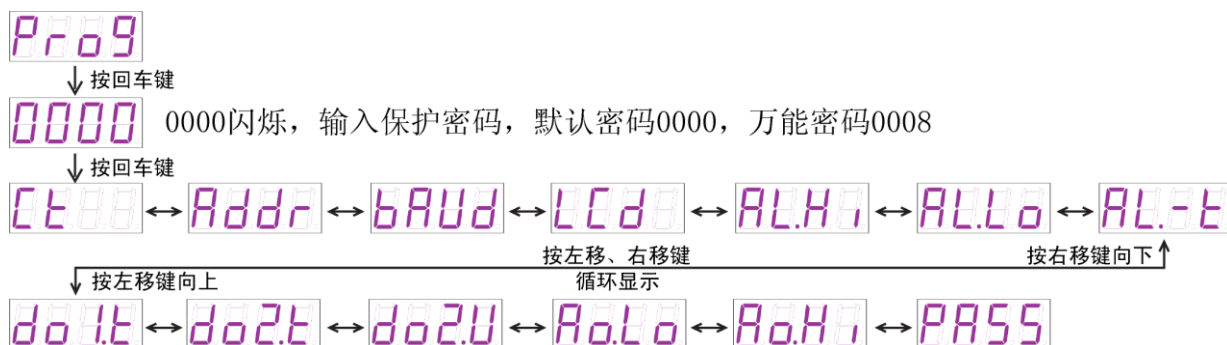 Prog
按回车键
0000 0000闪烁，输入保护密码，默认密码0000，万能密码0008
按回车键
Ct Addr bAUd LCd AL.Hi AL.Lo AL.-t
按左移、右移键 按右移键向下
按左移键向上 循环显示
do1.t do2.t do2.U Ao.Lo Ao.Hi PASS